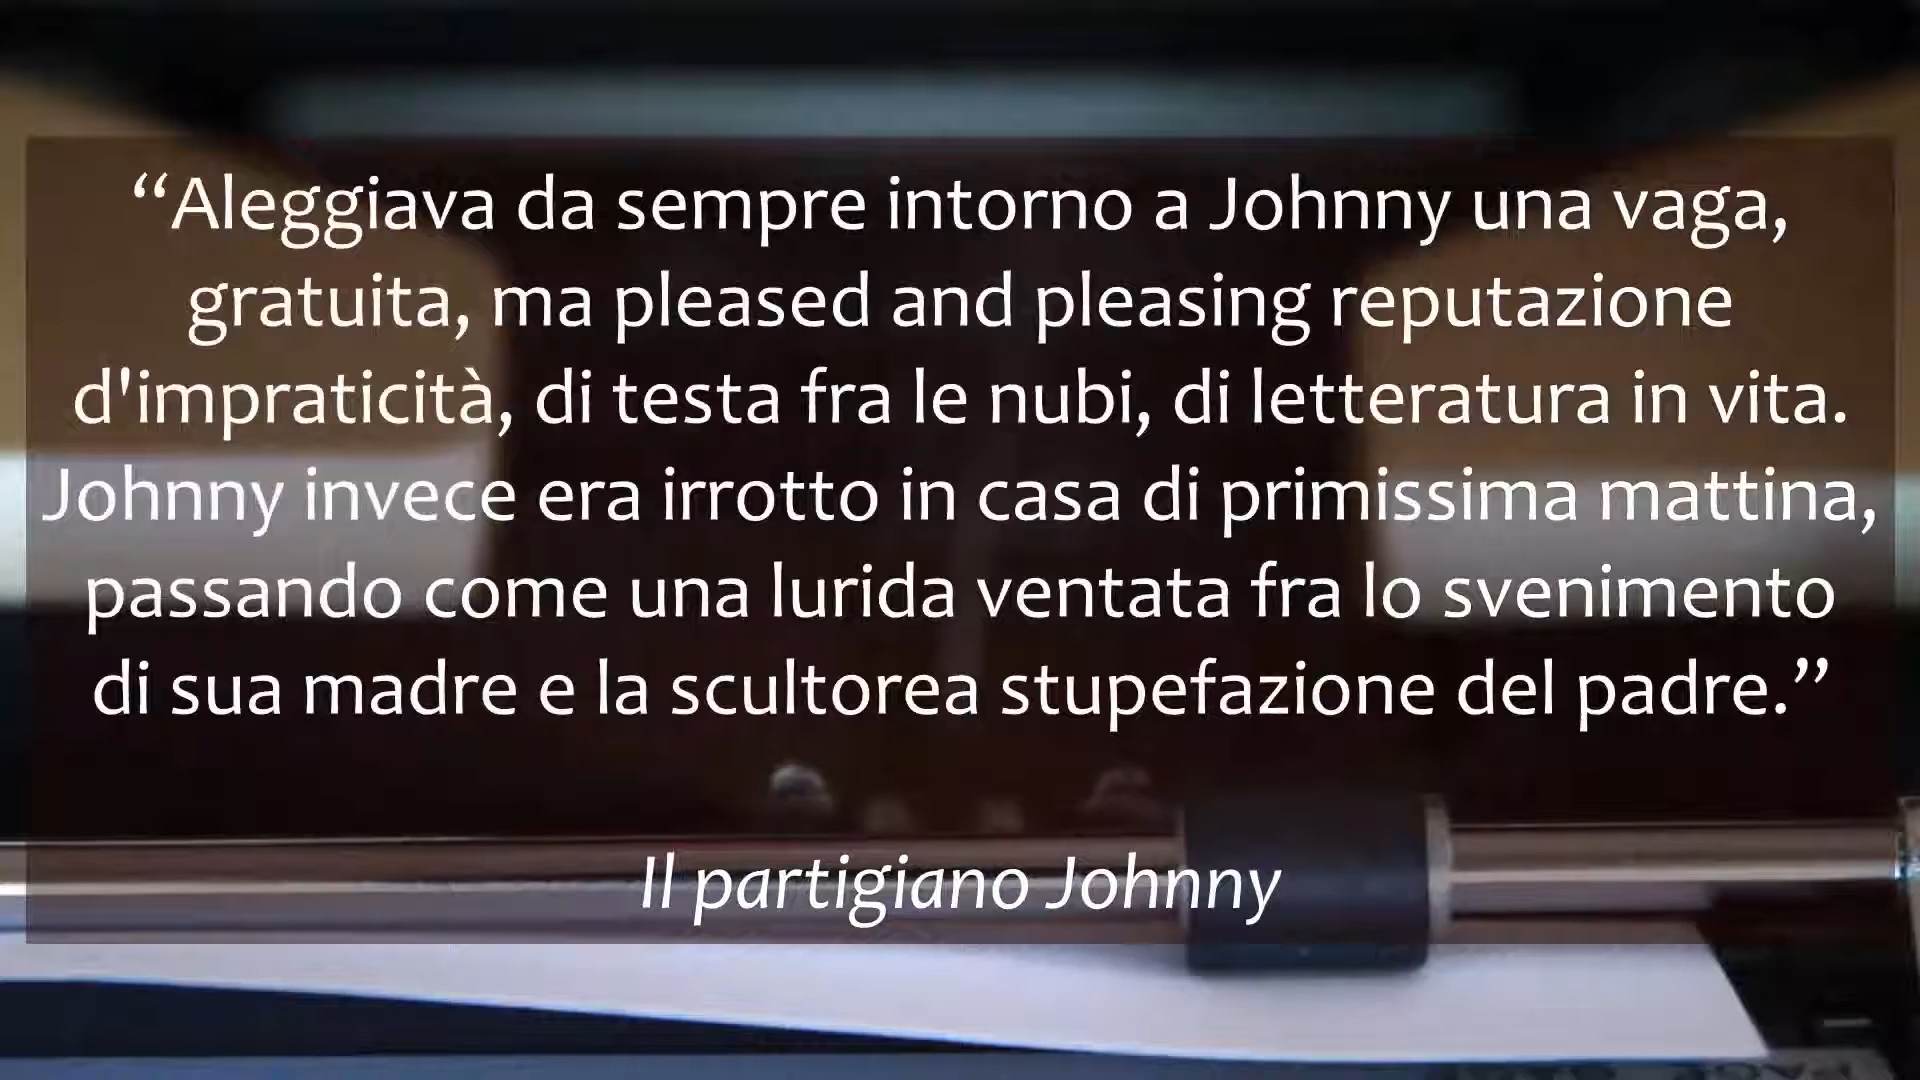 “Aleggiava da sempre intorno a Johnny una vaga,
gratuita, ma pleased and pleasing reputazione
d'impraticità, di testa fra le nubi, di letteratura in vita.
Johnny invece era irrotto in casa di primissima mattina,
passando come una lurida ventata fra lo svenimento
di sua madre e la scultorea stupefazione del padre.”
Il partigiano Johnny